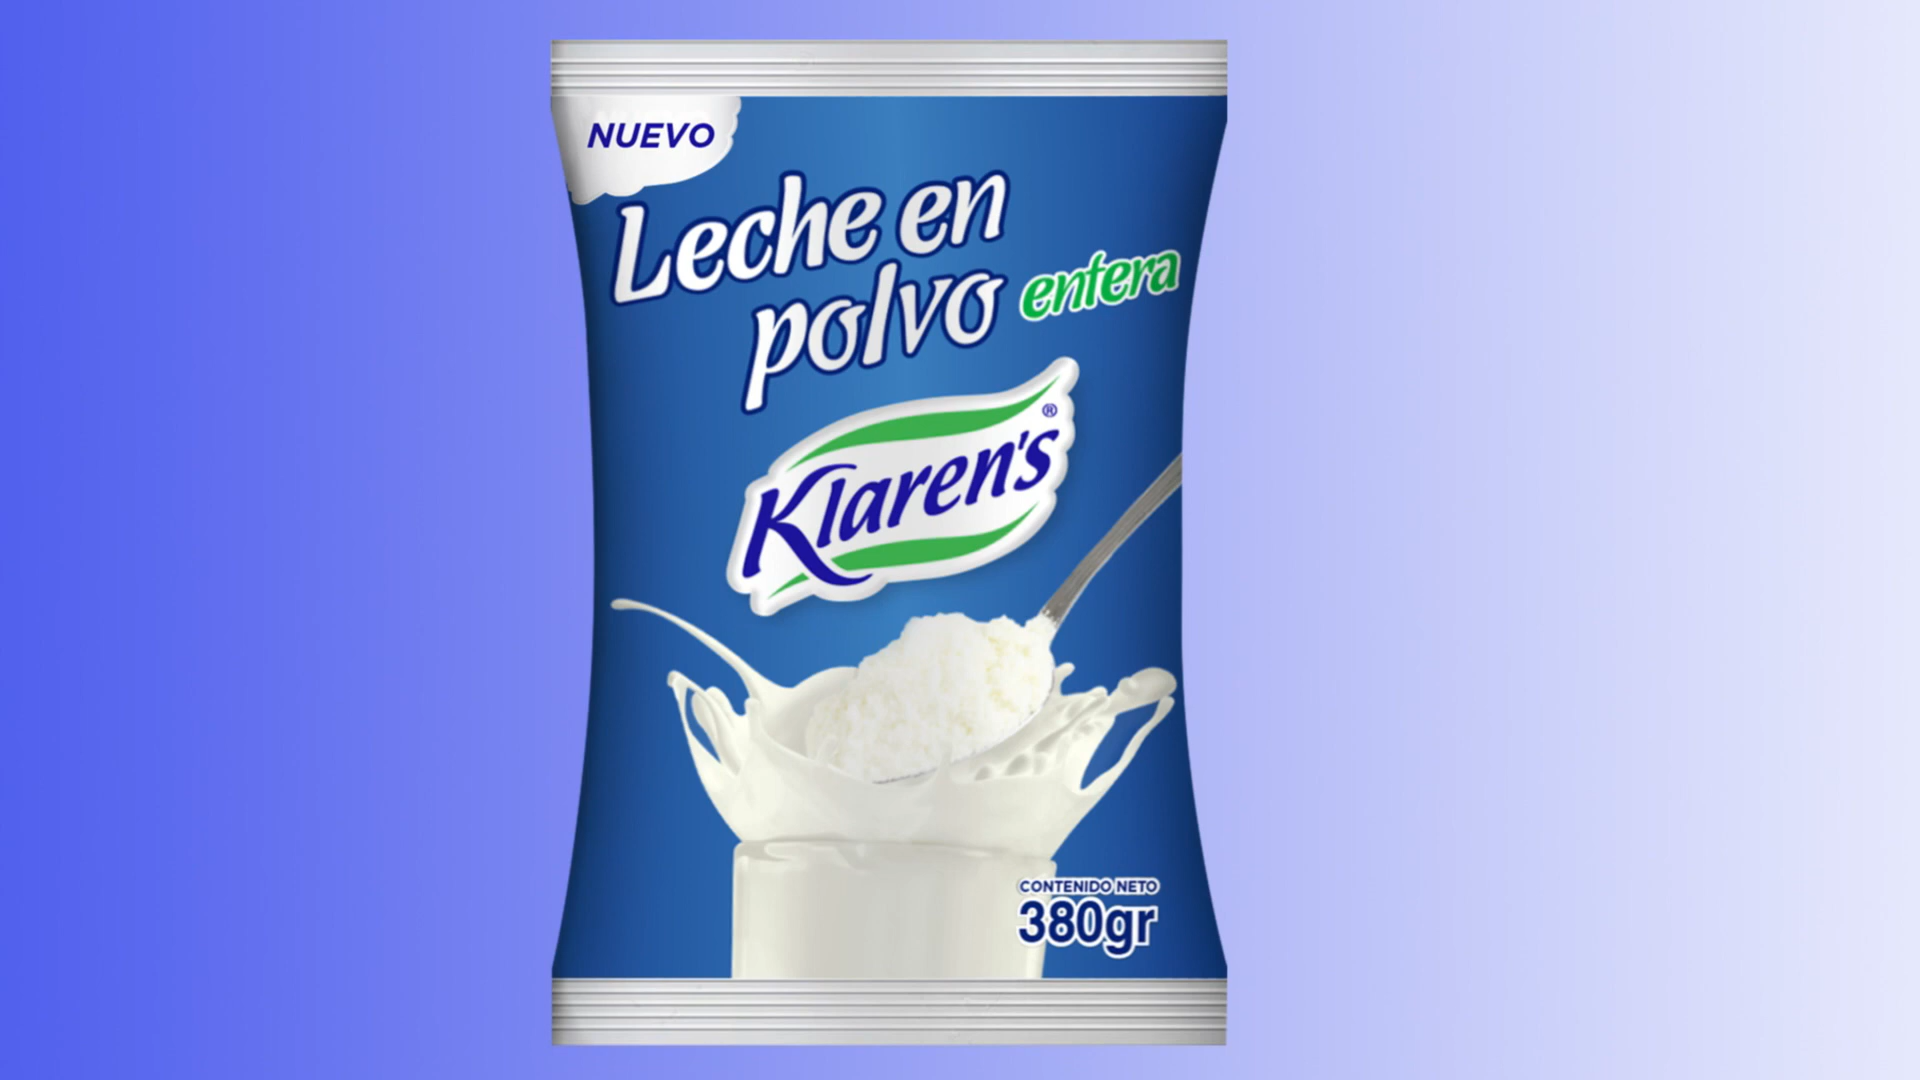 NUEVO
Leche en
polvo entera
Klaren's ®
CONTENIDO NETO
380gr